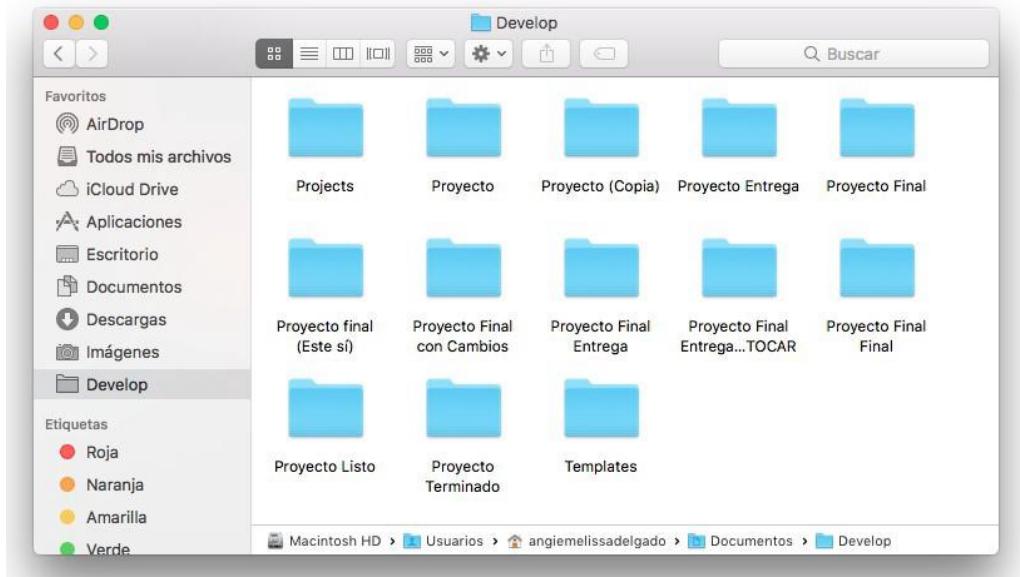 Develop
Buscar
Favoritos
AirDrop
Todos mis archivos
iCloud Drive
Aplicaciones
Escritorio
Documentos
Descargas
Imágenes
Develop
Etiquetas
Roja
Naranja
Amarilla
Verde
Projects
Proyecto
Proyecto (Copia)
Proyecto Entrega
Proyecto Final
Proyecto final
(Este sí)
Proyecto Final
con Cambios
Proyecto Final
Entrega
Proyecto Final
Entrega...TOCAR
Proyecto Final
Final
Proyecto Listo
Proyecto
Terminado
Templates
Macintosh HD › Usuarios › angiemelissadelgado › Documentos › Develop